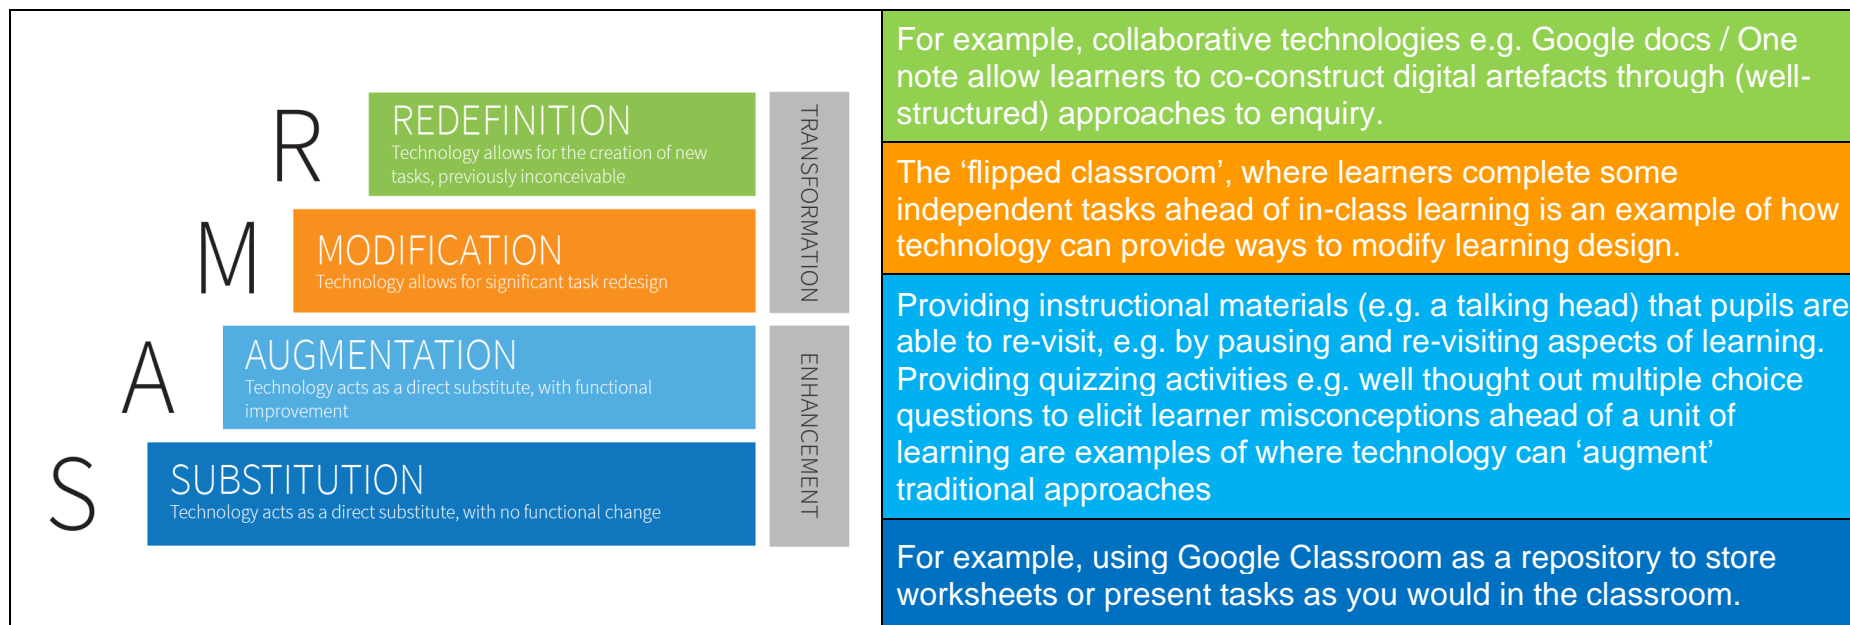 R
REDEFINITION
Technology allows for the creation of new
tasks, previously inconceivable
M
MODIFICATION
Technology allows for significant task redesign
TRANSFORMATION
A
AUGMENTATION
Technology acts as a direct substitute, with functional
improvement
S
SUBSTITUTION
Technology acts as a direct substitute, with no functional change
ENHANCEMENT
For example, collaborative technologies e.g. Google docs / One
note allow learners to co-construct digital artefacts through (well-
structured) approaches to enquiry.
The ‘flipped classroom’, where learners complete some
independent tasks ahead of in-class learning is an example of how
technology can provide ways to modify learning design.
Providing instructional materials (e.g. a talking head) that pupils are
able to re-visit, e.g. by pausing and re-visiting aspects of learning.
Providing quizzing activities e.g. well thought out multiple choice
questions to elicit learner misconceptions ahead of a unit of
learning are examples of where technology can ‘augment’
traditional approaches
For example, using Google Classroom as a repository to store
worksheets or present tasks as you would in the classroom.